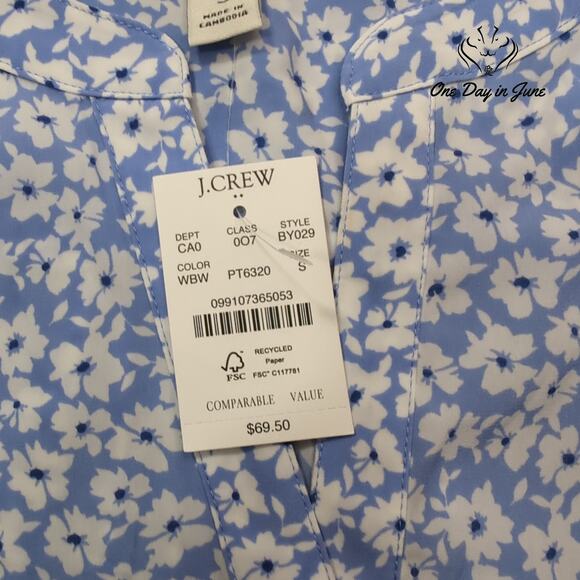 MADE IN
CAMBODIA
One Day in June
J.CREW
DEPT CLASS STYLE
CA0 007 BY029
COLOR SIZE
WBW PT6320 S
099107365053
FSC
RECYCLED
Paper
FSC® C117781
COMPARABLE VALUE
$69.50